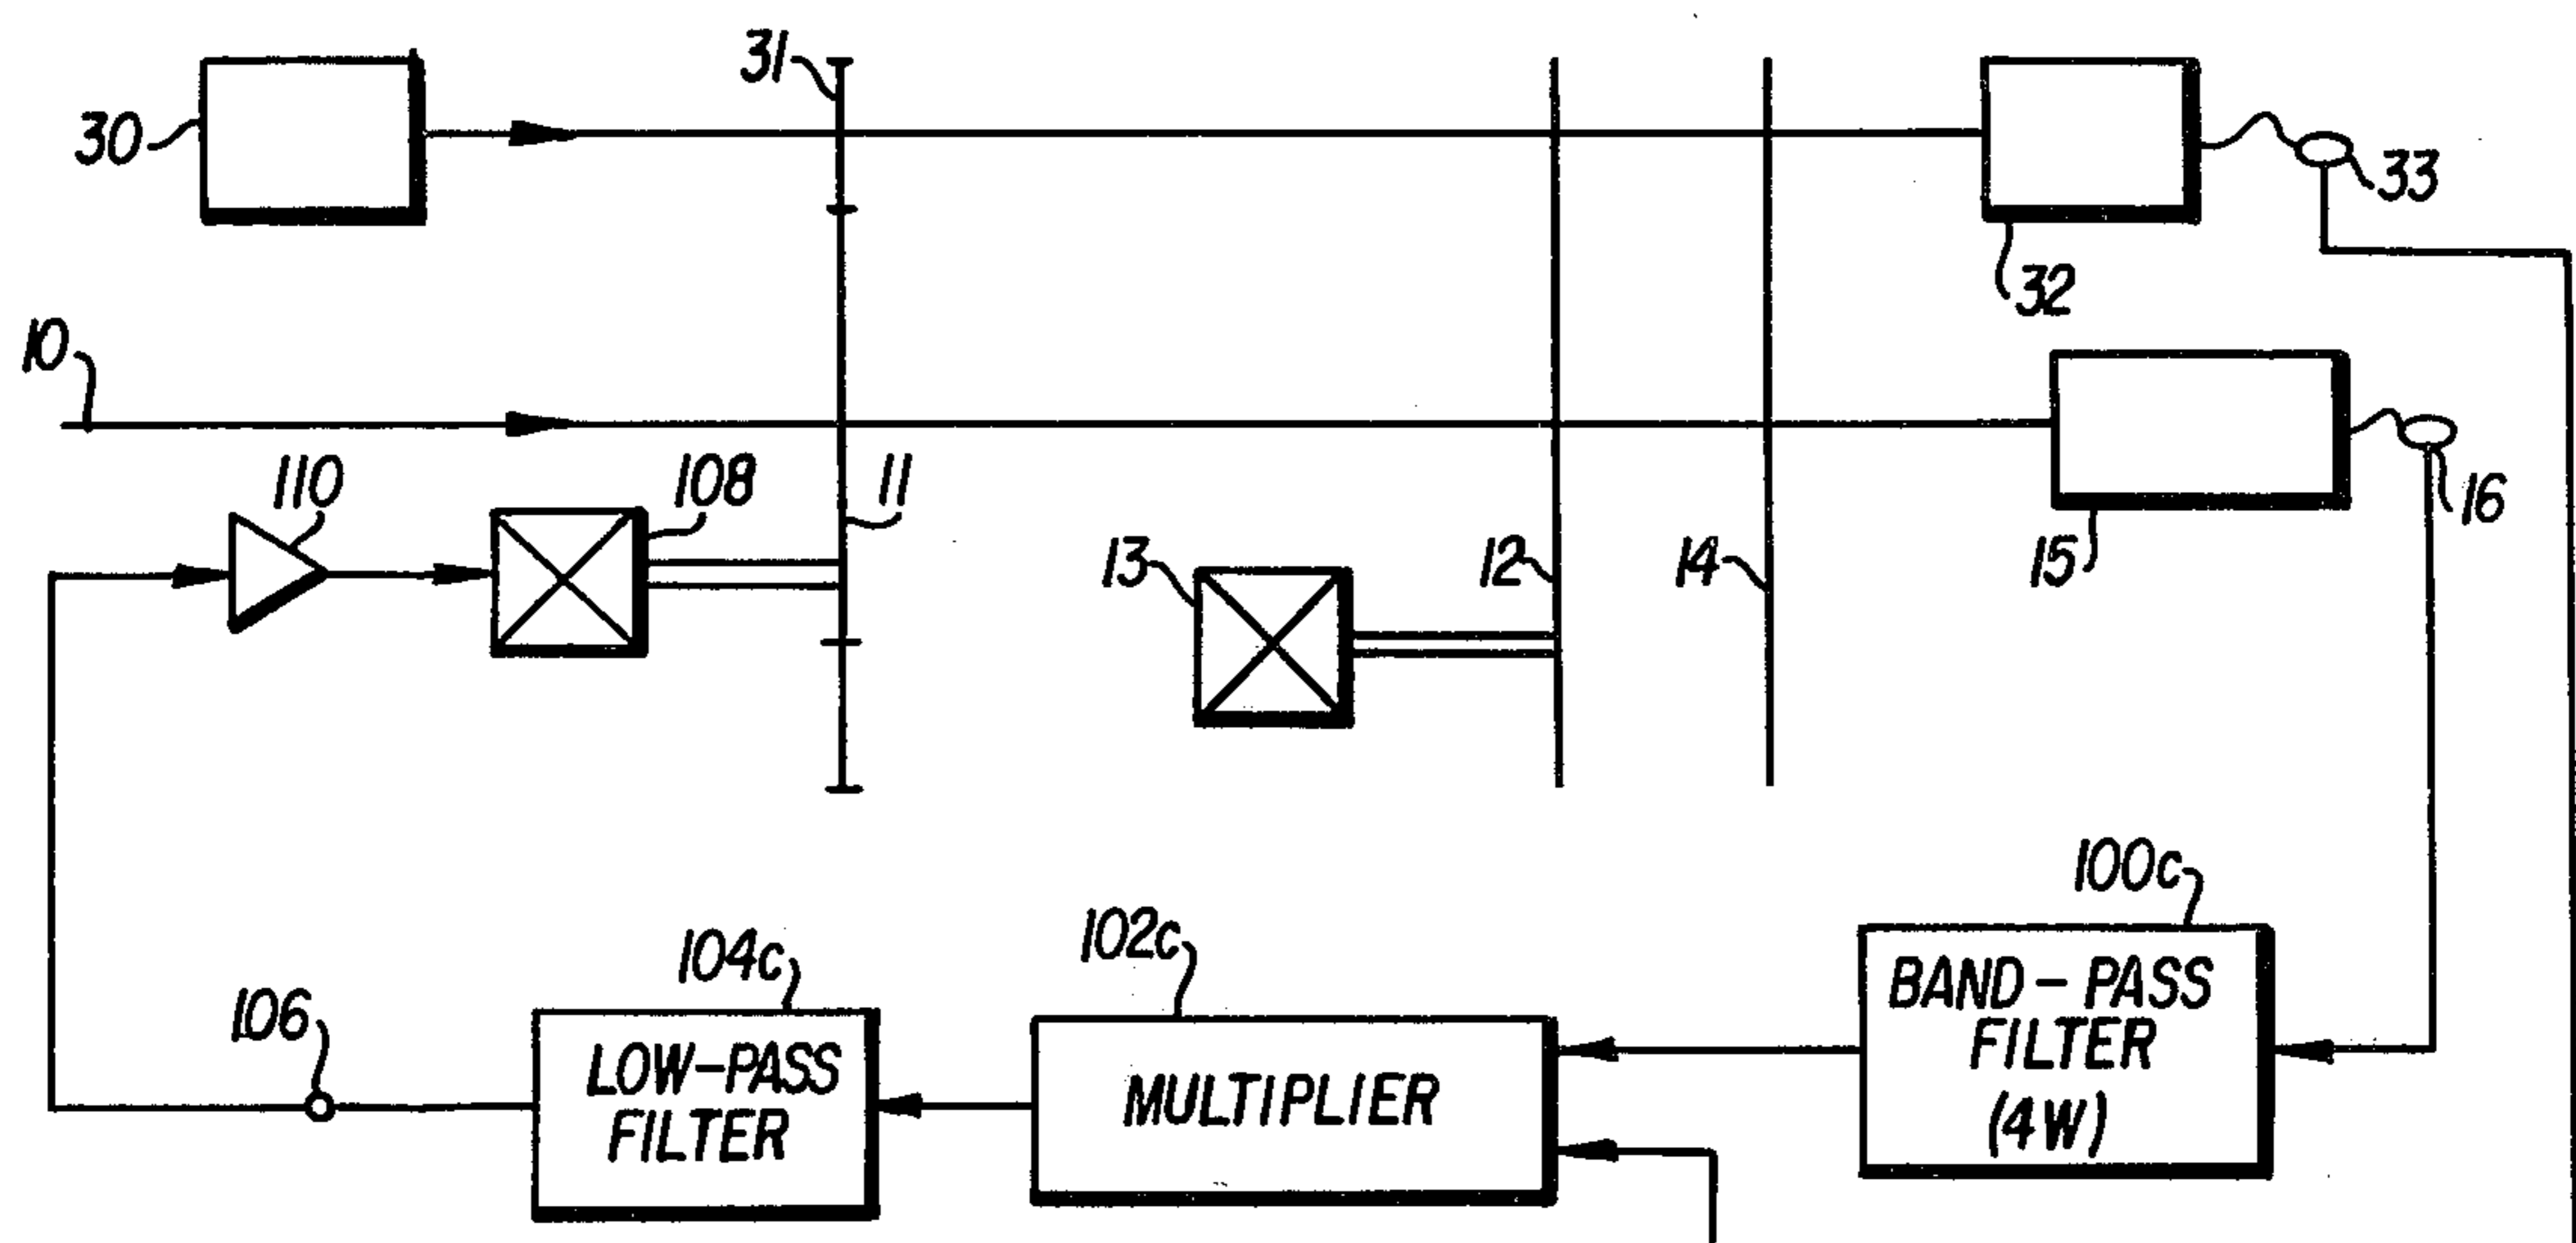 31
30
33
32
10
110
108
11
16
13
12
14
15
100c
102c
104c
106
BAND-PASS
FILTER
(4W)
LOW-PASS
FILTER
MULTIPLIER